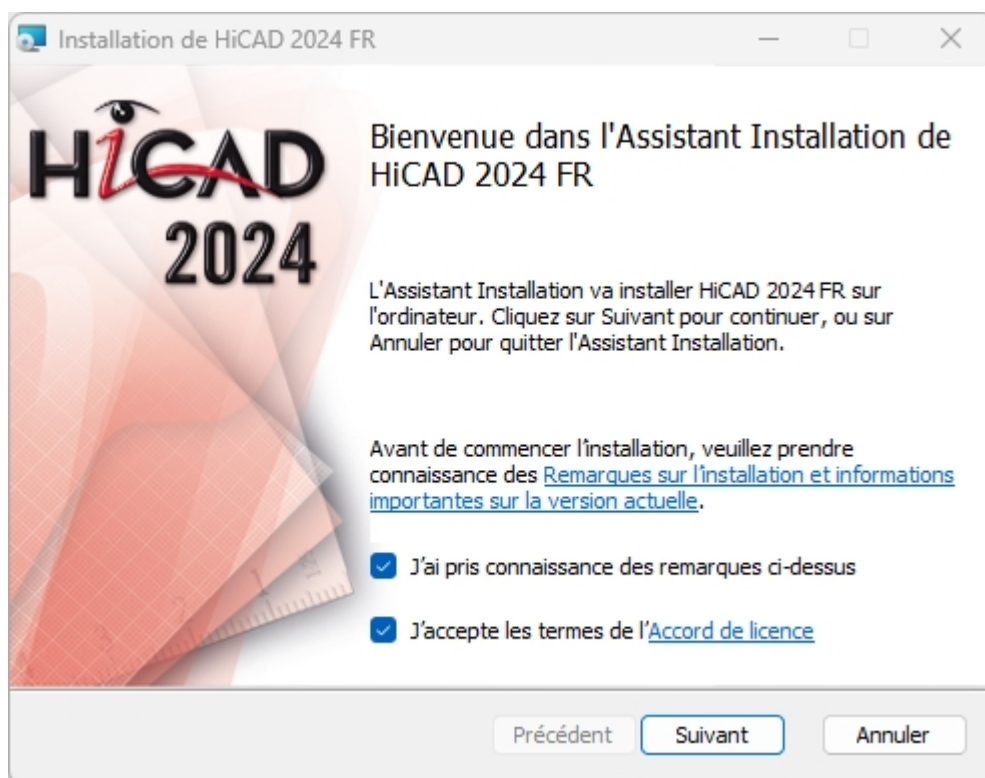 Installation de HiCAD 2024 FR
HiCAD
2024
Bienvenue dans l'Assistant Installation de
HiCAD 2024 FR
L'Assistant Installation va installer HiCAD 2024 FR sur
l'ordinateur. Cliquez sur Suivant pour continuer, ou sur
Annuler pour quitter l'Assistant Installation.
Avant de commencer l'installation, veuillez prendre
connaissance des Remarques sur l'installation et informations
importantes sur la version actuelle.
J'ai pris connaissance des remarques ci-dessus
J'accepte les termes de l'Accord de licence
Précédent
Suivant
Annuler